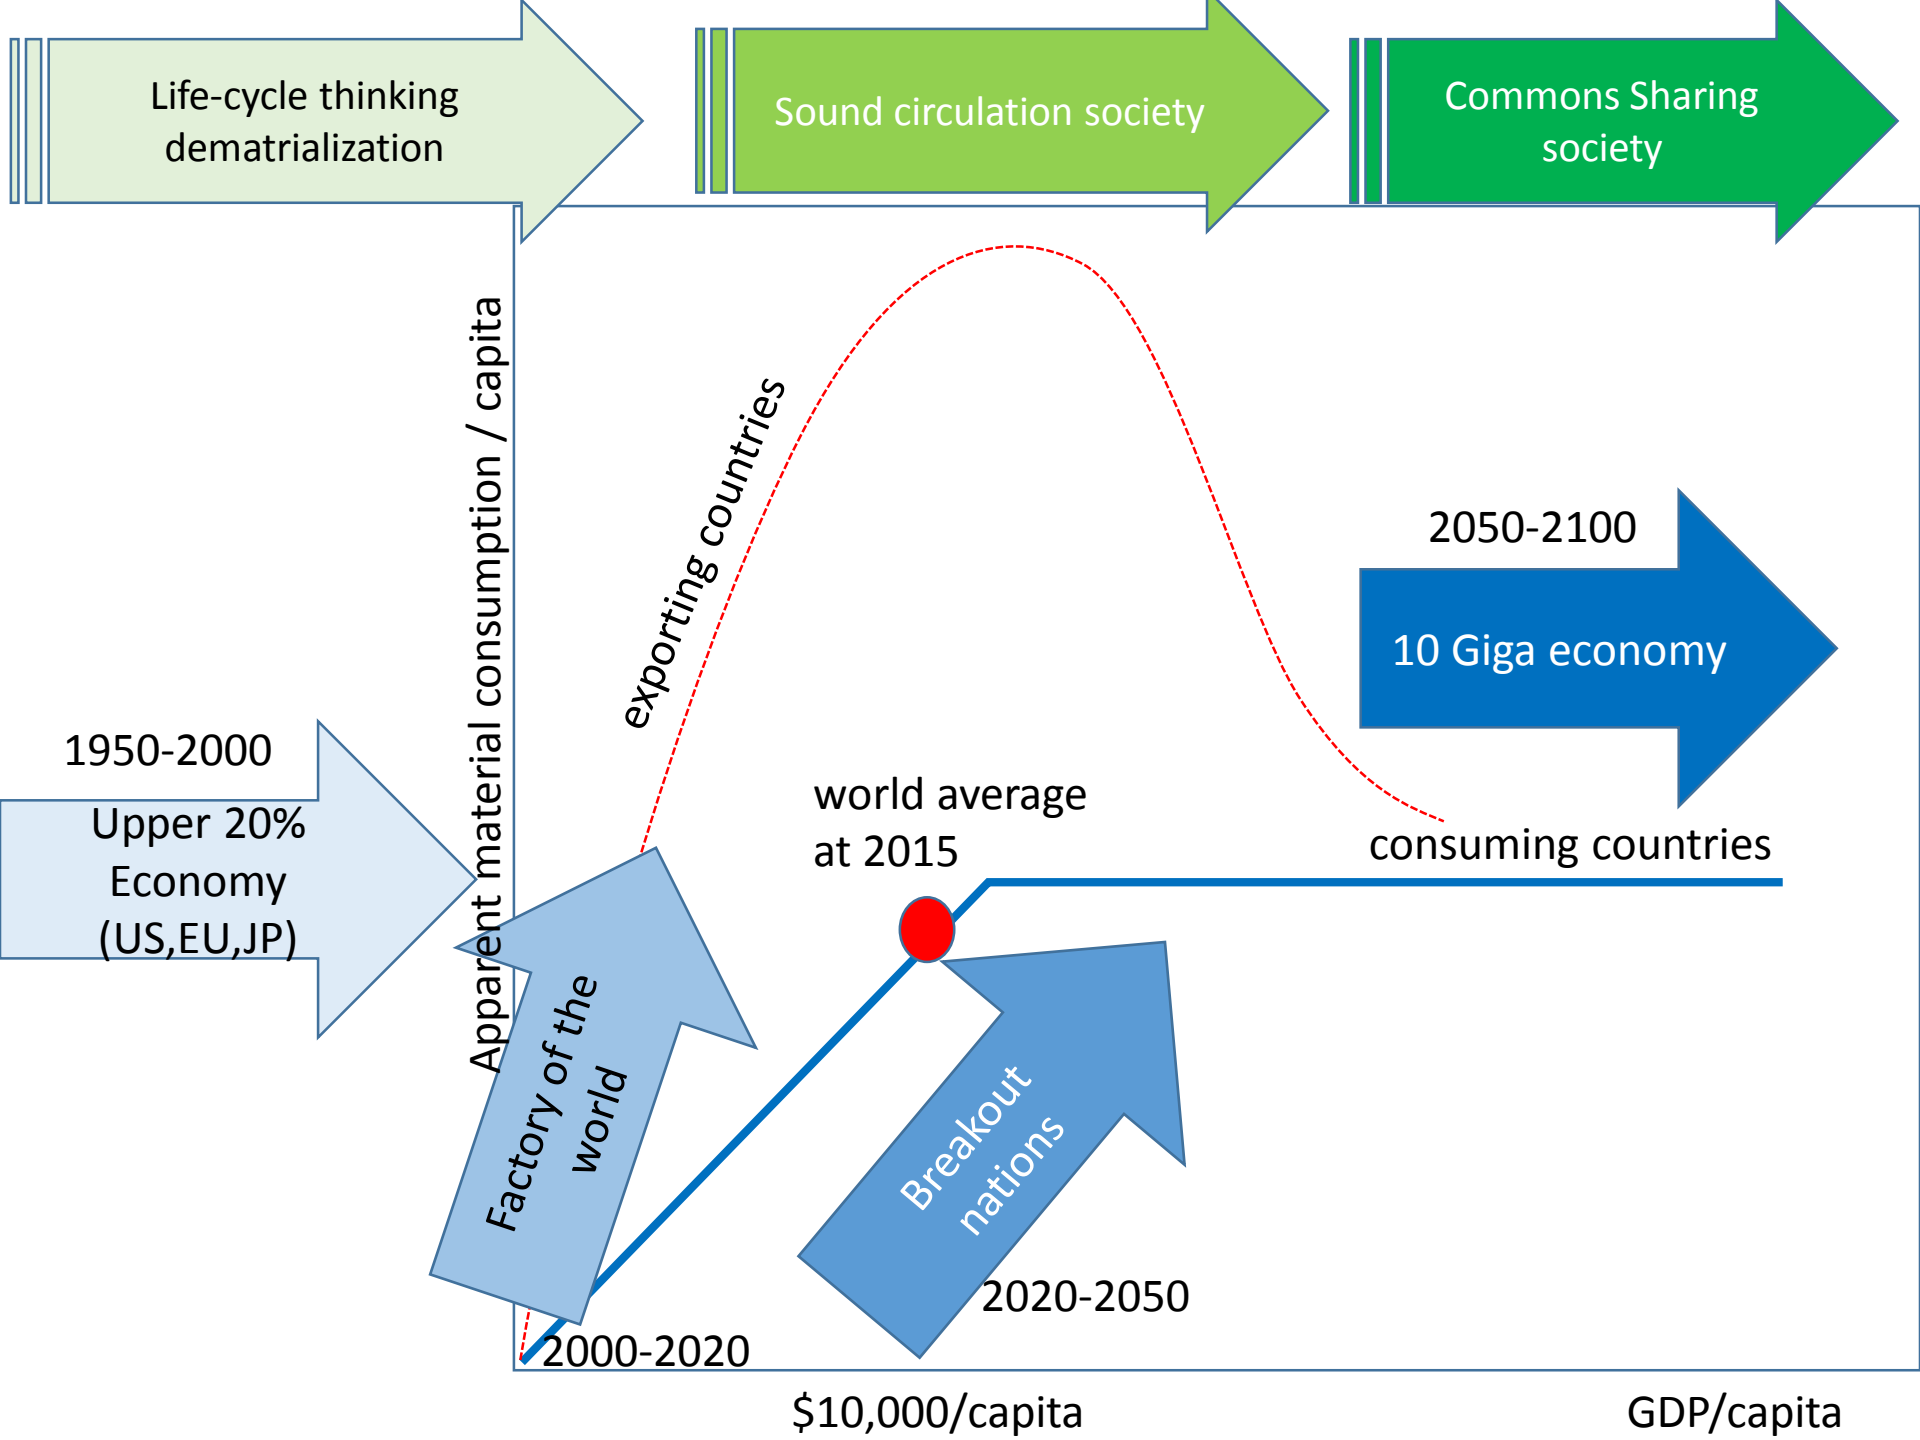 Life-cycle thinking
dematrialization
Sound circulation society
Commons Sharing
society
Apparent material consumption / capita
exporting countries
2050-2100
10 Giga economy
1950-2000
Upper 20%
Economy
(US,EU,JP)
world average
at 2015
consuming countries
Factory of the
world
Breakout
nations
2020-2050
2000-2020
$10,000/capita
GDP/capita